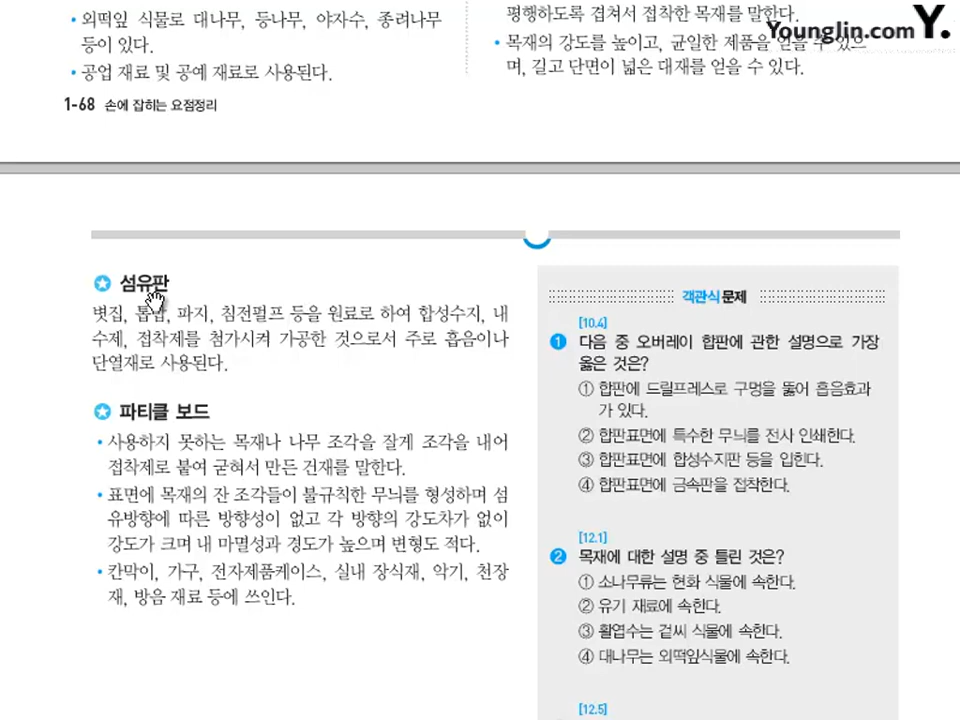 외떡잎 식물로 대나무, 등나무, 야자수, 종려나무
등이 있다.
• 공업 재료 및 공예 재료로 사용된다.
1-68 손에 잡히는 요점정리
평행하도록 겹쳐서 접착한 목재를 말한다.
• 목재의 강도를 높이고, 균일한 제품을 얻을 수 있으
며, 길고 단면이 넓은 대재를 얻을 수 있다.
Younglin.com Y.
섬유판
볏집, 톱밥, 파지, 침전펄프 등을 원료로 하여 합성수지, 내
수제, 접착제를 첨가시켜 가공한 것으로서 주로 흡음이나
단열재로 사용된다.
파티클 보드
• 사용하지 못하는 목재나 나무 조각을 잘게 조각을 내어
접착제로 붙여 굳혀서 만든 건재를 말한다.
• 표면에 목재의 잔 조각들이 불규칙한 무늬를 형성하며 섬
유방향에 따른 방향성이 없고 각 방향의 강도차가 없이
강도가 크며 내 마멸성과 경도가 높으며 변형도 적다.
• 칸막이, 가구, 전자제품케이스, 실내 장식재, 악기, 천장
재, 방음 재료 등에 쓰인다.
객관식 문제
[10.4]
1 다음 중 오버레이 합판에 관한 설명으로 가장
옳은 것은?
① 합판에 드릴프레스로 구멍을 뚫어 흡음효과
가 있다.
② 합판표면에 특수한 무늬를 전사 인쇄한다.
③ 합판표면에 합성수지판 등을 입힌다.
④ 합판표면에 금속판을 접착한다.
[12.1]
2 목재에 대한 설명 중 틀린 것은?
① 소나무류는 현화 식물에 속한다.
② 유기 재료에 속한다.
③ 활엽수는 겉씨 식물에 속한다.
④ 대나무는 외떡잎식물에 속한다.
[12.5]